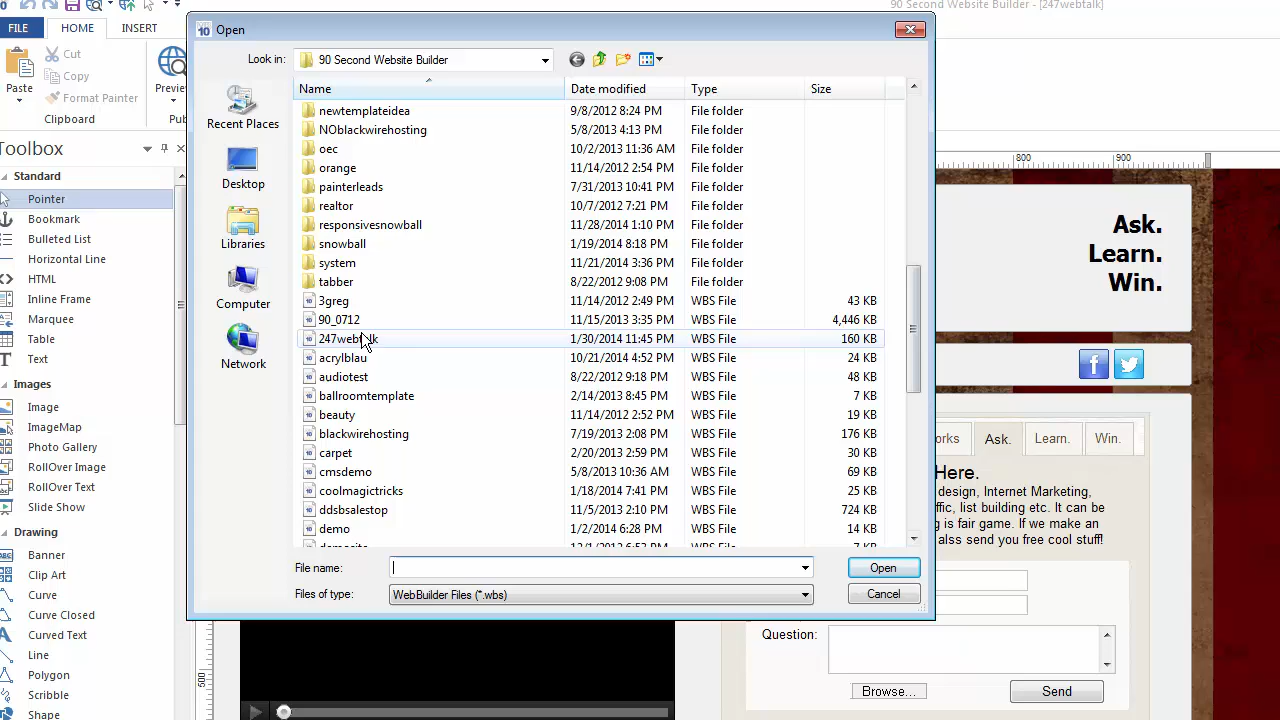 90 Second Website Builder - [247webtalk]
FILE HOME INSERT
Cut
Copy
Paste Format Painter
Clipboard
Toolbox
Standard
Pointer
Bookmark
Bulleted List
Horizontal Line
HTML
Inline Frame
Marquee
Table
Text
Images
Image
ImageMap
Photo Gallery
RollOver Image
RollOver Text
Slide Show
Drawing
Banner
Clip Art
Curve
Curve Closed
Curved Text
Line
Polygon
Scribble
Shape
10 Open
Look in: 90 Second Website Builder
Recent Places
Desktop
Libraries
Computer
Network
Name Date modified Type Size
newtemplateidea 9/8/2012 8:24 PM File folder
NOblackwirehosting 5/8/2013 4:13 PM File folder
oec 10/2/2013 11:36 AM File folder
orange 11/14/2012 2:54 PM File folder
painterleads 7/31/2013 10:41 PM File folder
realtor 10/7/2012 7:21 PM File folder
responsivesnowball 11/28/2014 1:10 PM File folder
snowball 1/19/2014 8:18 PM File folder
system 11/21/2014 3:36 PM File folder
tabber 8/22/2012 9:08 PM File folder
3greg 11/14/2012 2:49 PM WBS File 43 KB
90_0712 11/15/2013 3:35 PM WBS File 4,446 KB
247webtalk 1/30/2014 11:45 PM WBS File 160 KB
acrylblau 10/21/2014 4:52 PM WBS File 24 KB
audiotest 8/22/2012 9:18 PM WBS File 48 KB
ballroomtemplate 2/14/2013 8:45 PM WBS File 7 KB
beauty 11/14/2012 2:52 PM WBS File 19 KB
blackwirehosting 7/19/2013 2:08 PM WBS File 176 KB
carpet 2/20/2013 2:59 PM WBS File 30 KB
cmsdemo 5/8/2013 10:36 AM WBS File 69 KB
coolmagictricks 1/18/2014 7:41 PM WBS File 25 KB
ddsbsalestop 11/5/2013 2:10 PM WBS File 724 KB
demo 1/2/2014 6:28 PM WBS File 14 KB
File name: Open
Files of type: WebBuilder Files (*.wbs) Cancel
800 900
Ask.
Learn.
Win.
orks Ask. Learn. Win.
Here.
design, Internet Marketing,
ffic, list building etc. It can be
g is fair game. If we make an
alss send you free cool stuff!
Question:
Browse... Send
500